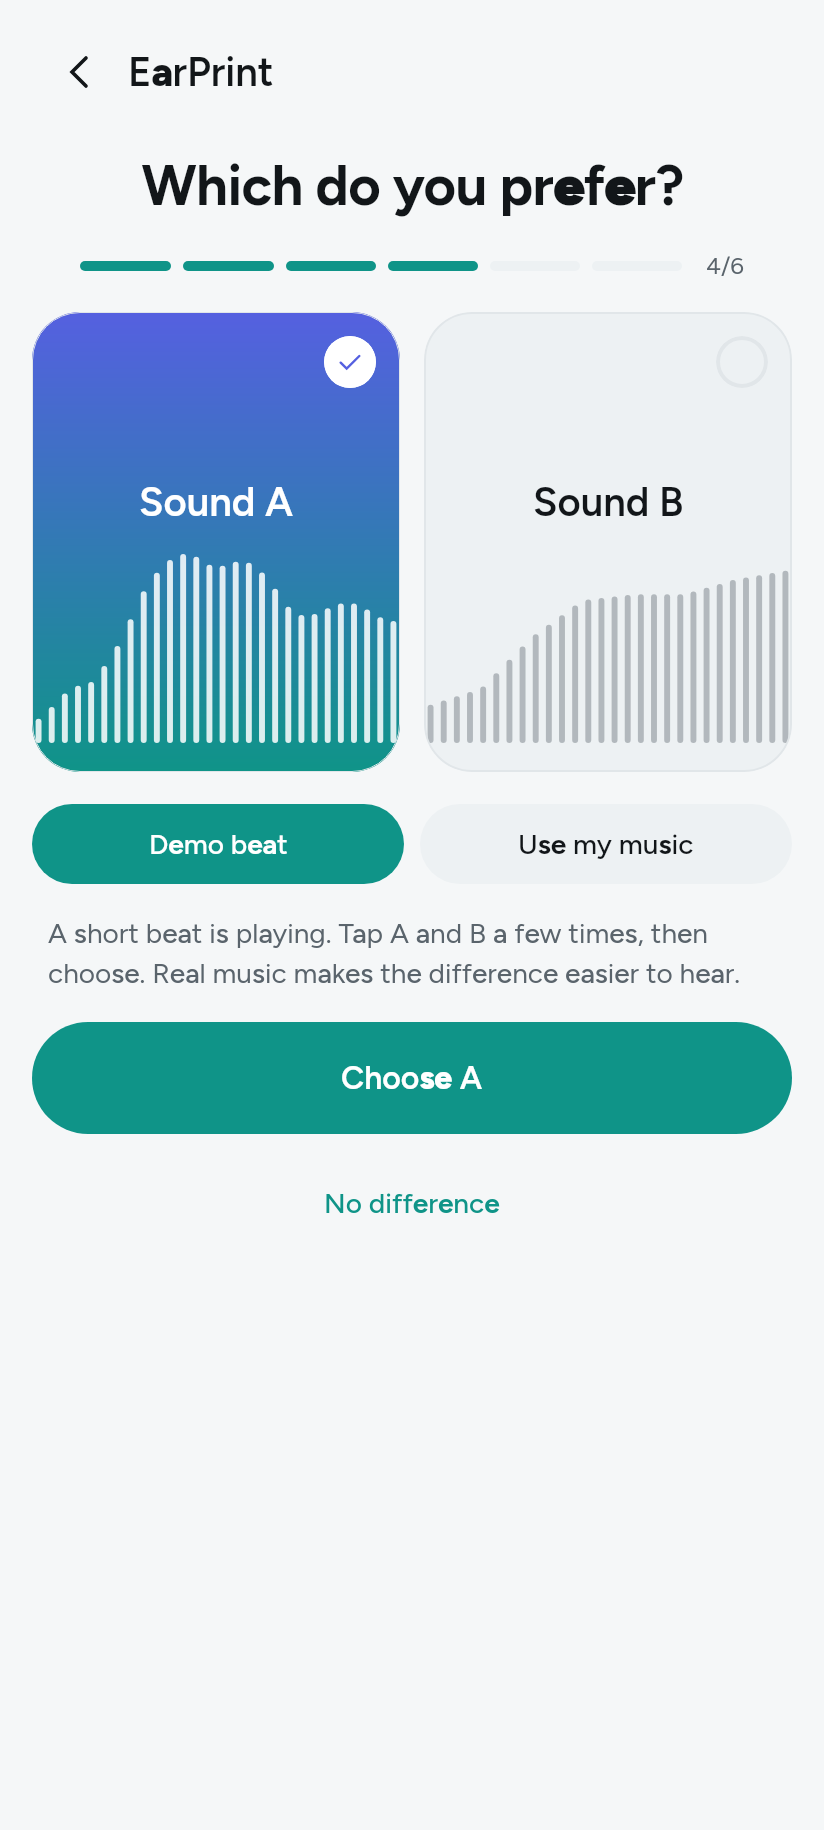 EarPrint
Which do you prefer?
4/6
Sound A
Sound B
Demo beat
Use my music
A short beat is playing. Tap A and B a few times, then
choose. Real music makes the difference easier to hear.
Choose A
No difference